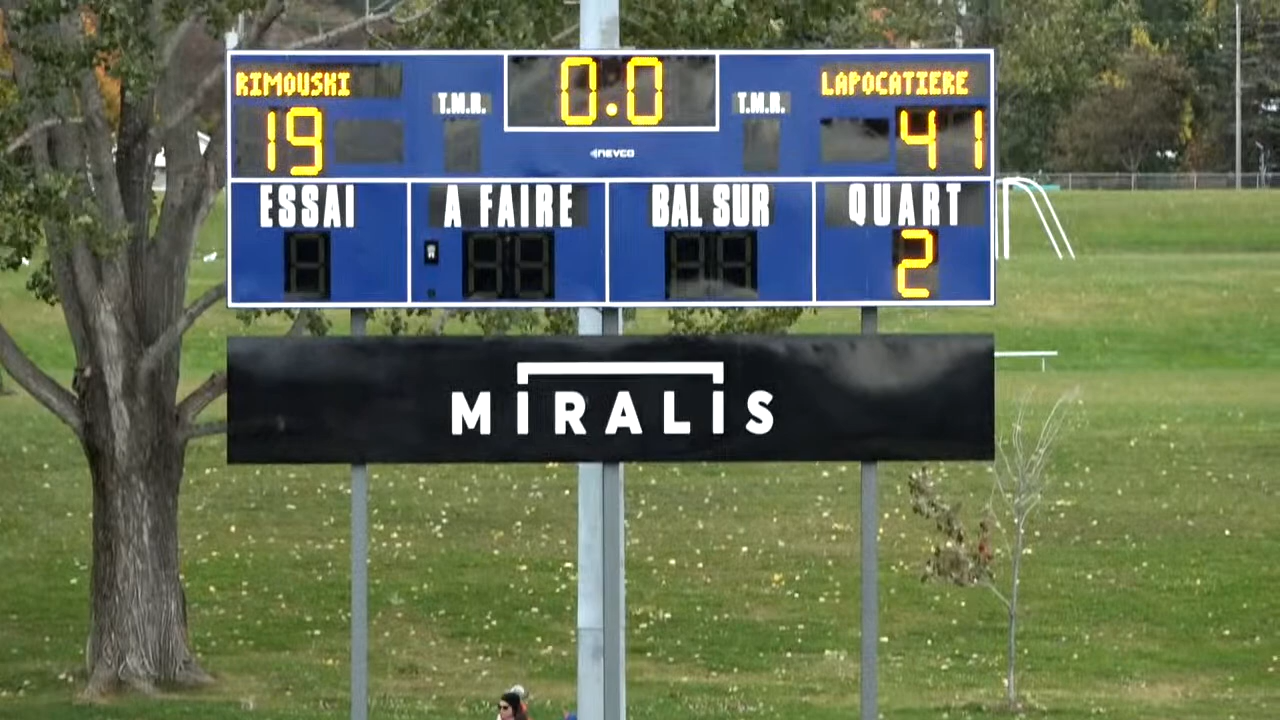 RIMOUSKI 0.0 LAPOCATIERE
T.M.R. T.M.R.
19 41
NEVCO
ESSAI A FAIRE BAL SUR QUART
2
MIRALIS